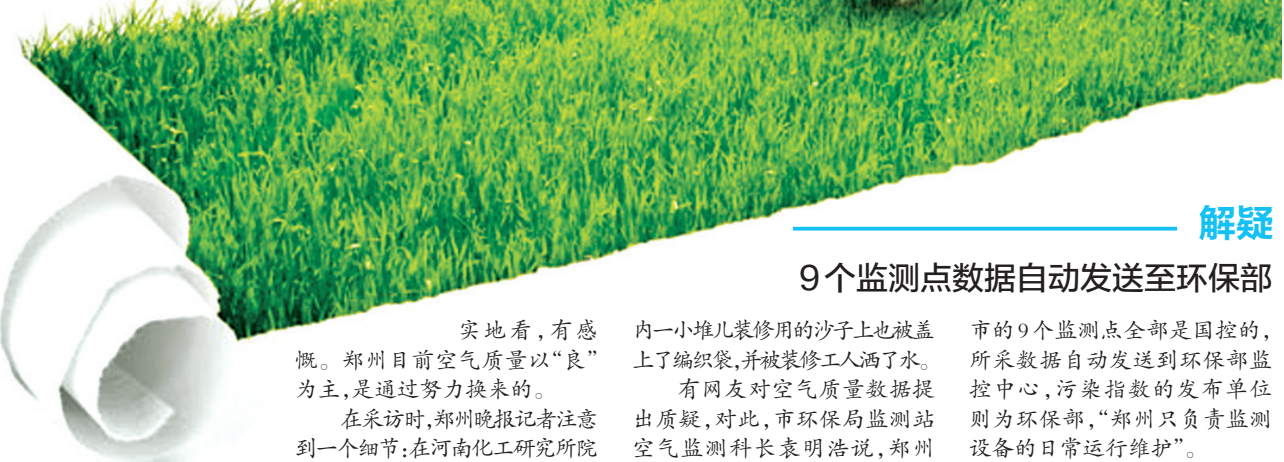 解疑
9个监测点数据自动发送至环保部
实地看,有感
慨。郑州目前空气质量以“良”
为主,是通过努力换来的。
在采访时,郑州晚报记者注意
到一个细节:在河南化工研究所院
内一小堆儿装修用的沙子上也被盖
上了编织袋,并被装修工人洒了水。
有网友对空气质量数据提
出质疑,对此,市环保局监测站
空气监测科长袁明浩说,郑州
市的9个监测点全部是国控的,
所采数据自动发送到环保部监
控中心,污染指数的发布单位
则为环保部,“郑州只负责监测
设备的日常运行维护”。